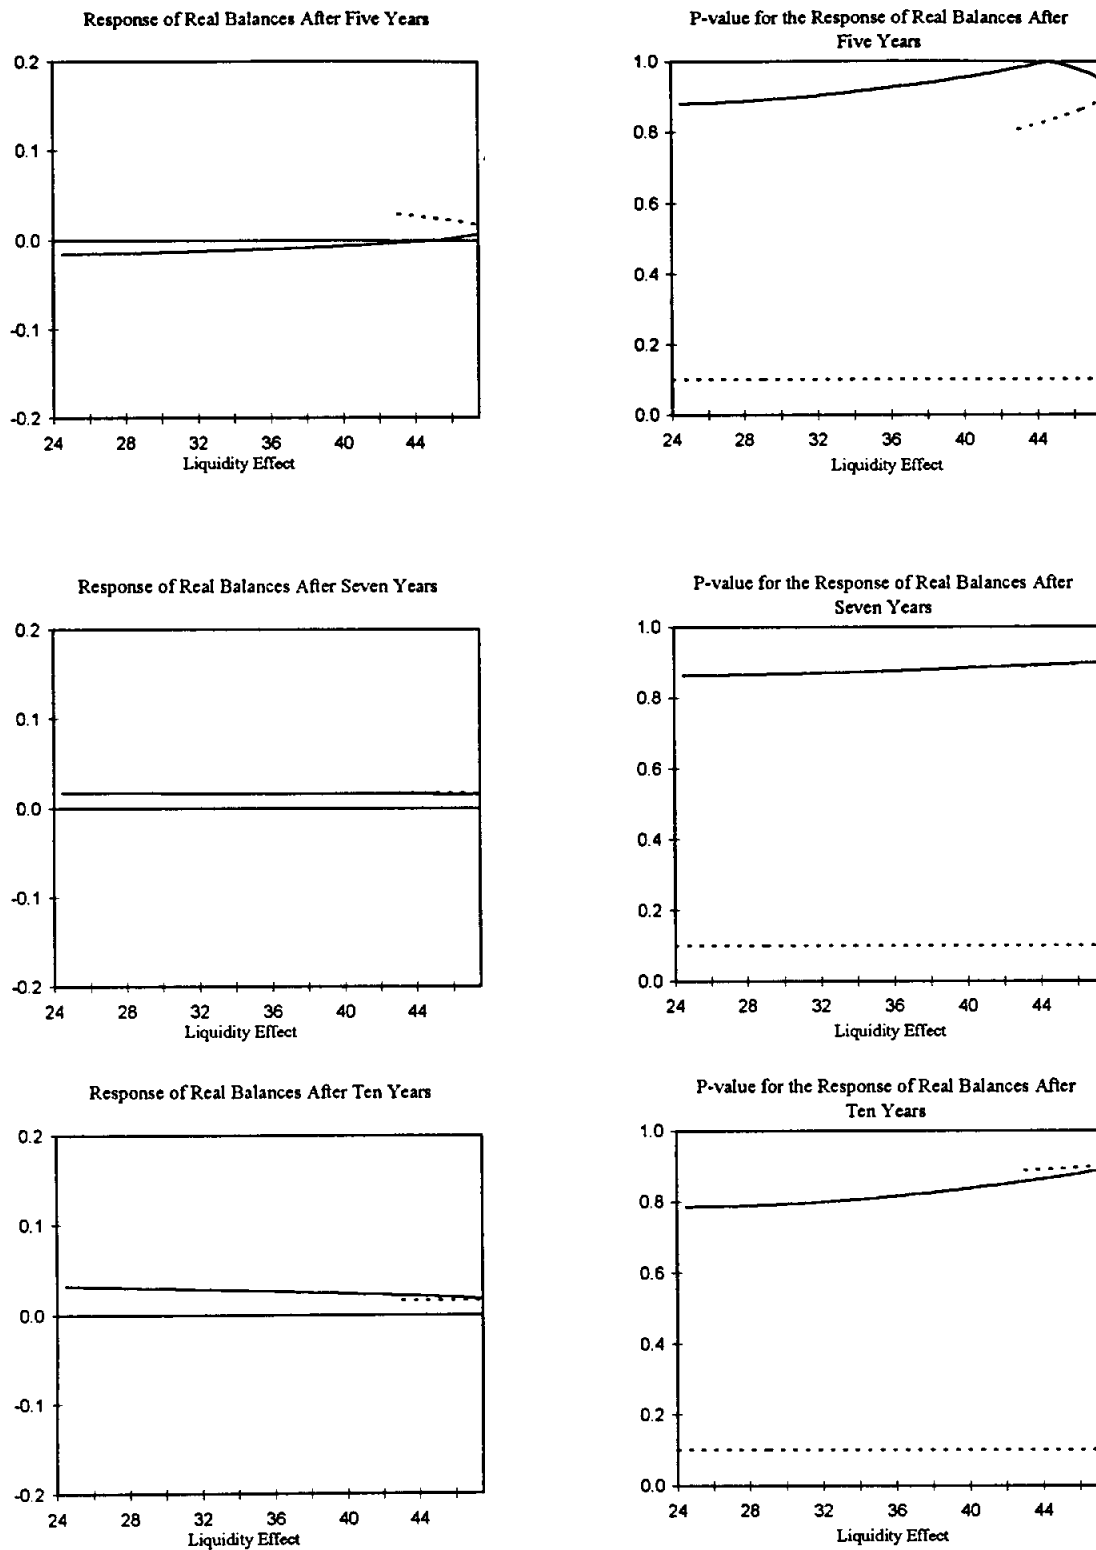 Response of Real Balances After Five Years
0.2
0.1
0.0
-0.1
-0.2
24 28 32 36 40 44
Liquidity Effect
P-value for the Response of Real Balances After
Five Years
1.0
0.8
0.6
0.4
0.2
0.0
24 28 32 36 40 44
Liquidity Effect
Response of Real Balances After Seven Years
0.2
0.1
0.0
-0.1
-0.2
24 28 32 36 40 44
Liquidity Effect
P-value for the Response of Real Balances After
Seven Years
1.0
0.8
0.6
0.4
0.2
0.0
24 28 32 36 40 44
Liquidity Effect
Response of Real Balances After Ten Years
0.2
0.1
0.0
-0.1
-0.2
24 28 32 36 40 44
Liquidity Effect
P-value for the Response of Real Balances After
Ten Years
1.0
0.8
0.6
0.4
0.2
0.0
24 28 32 36 40 44
Liquidity Effect